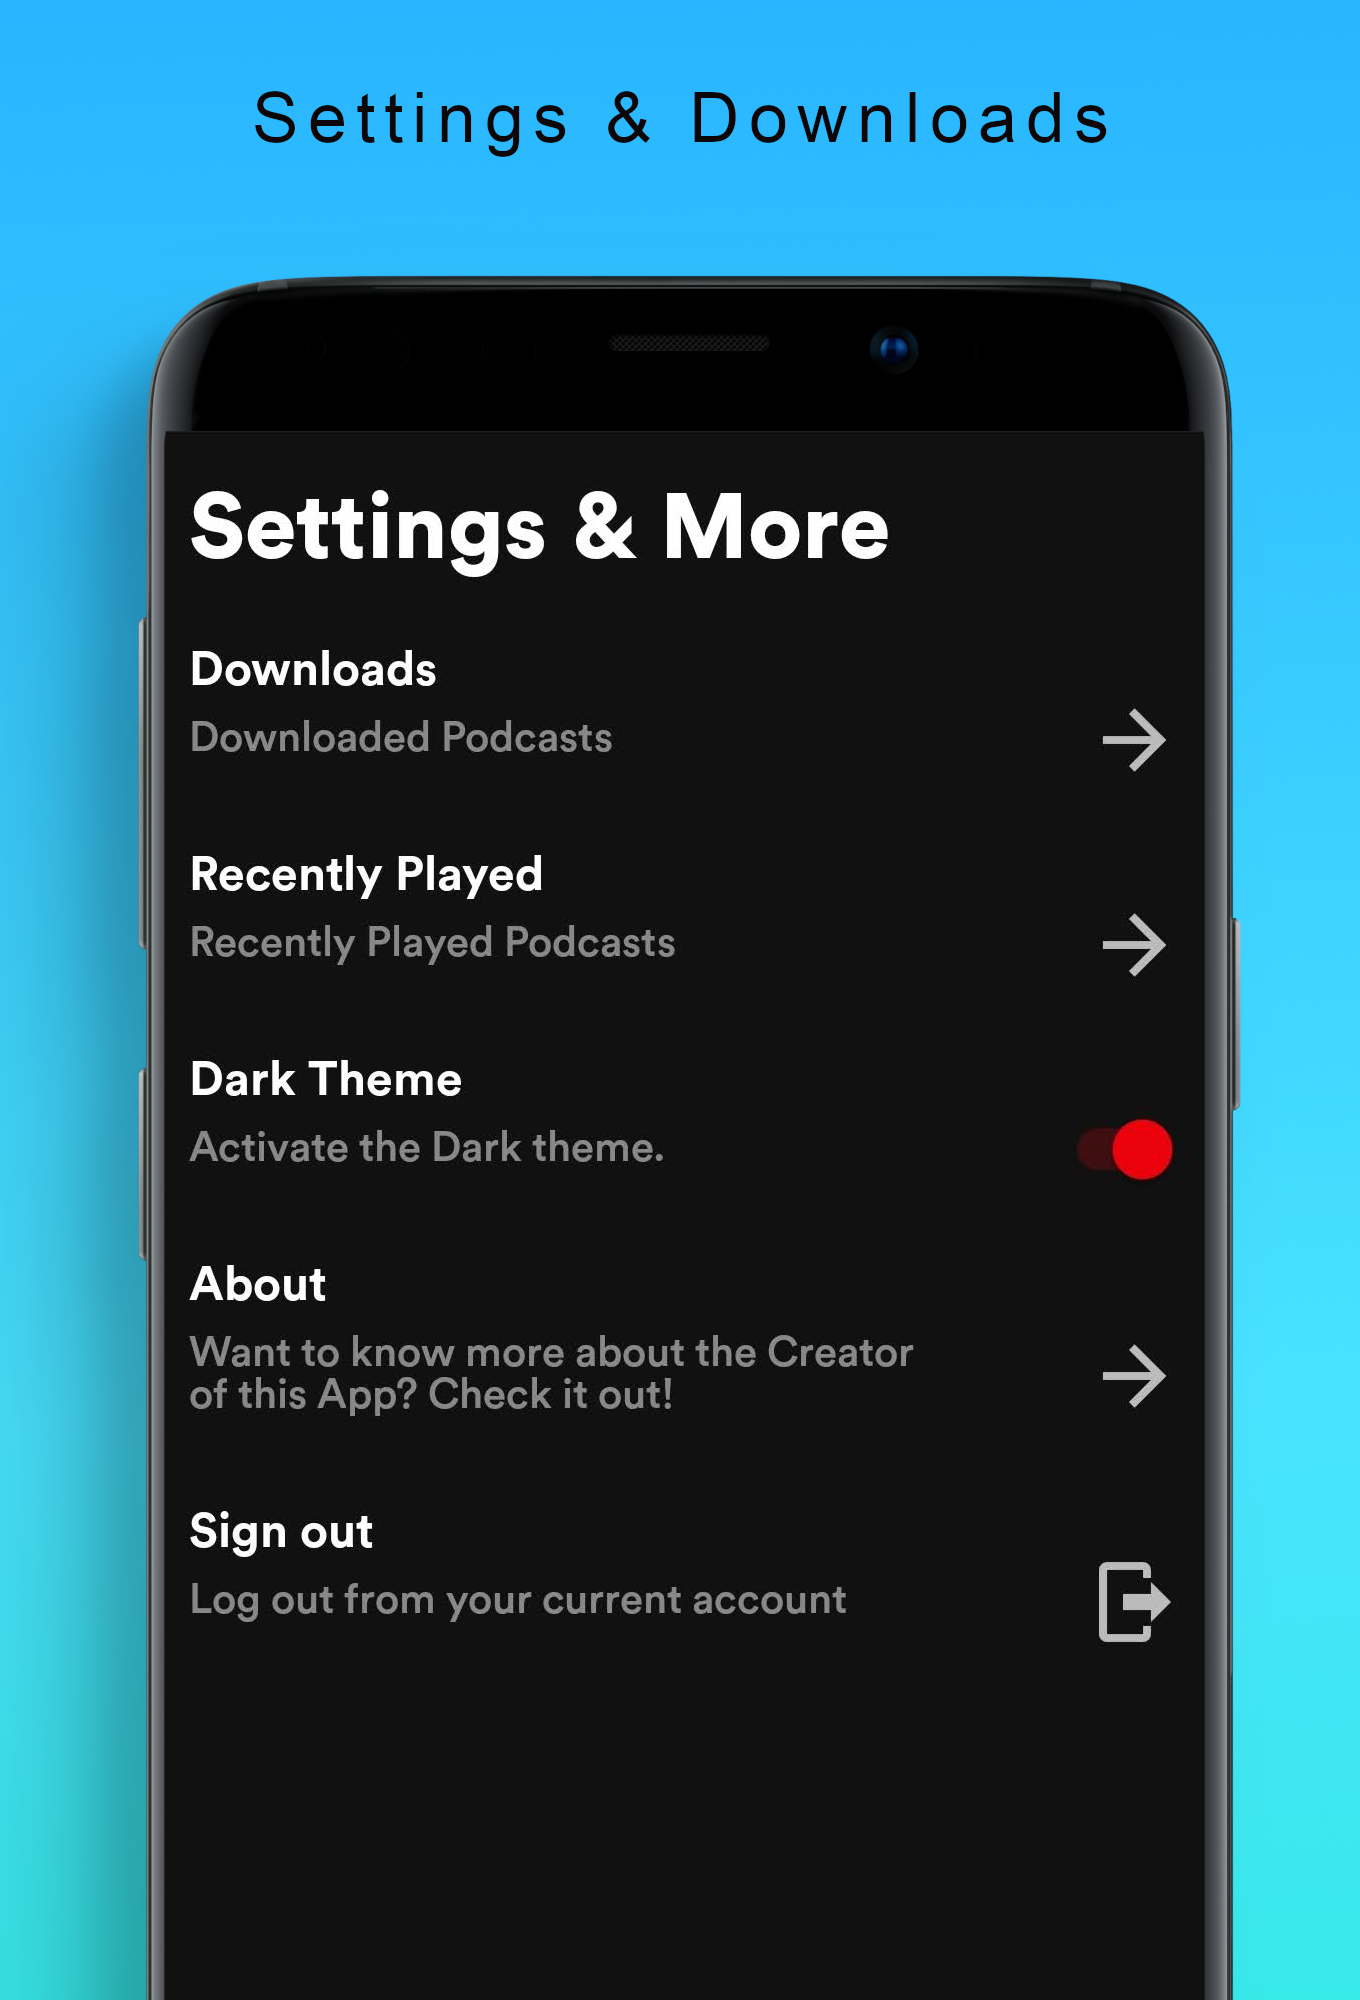 Settings & Downloads
Settings & More
Downloads
Downloaded Podcasts
Recently Played
Recently Played Podcasts
Dark Theme
Activate the Dark theme.
About
Want to know more about the Creator
of this App? Check it out!
Sign out
Log out from your current account